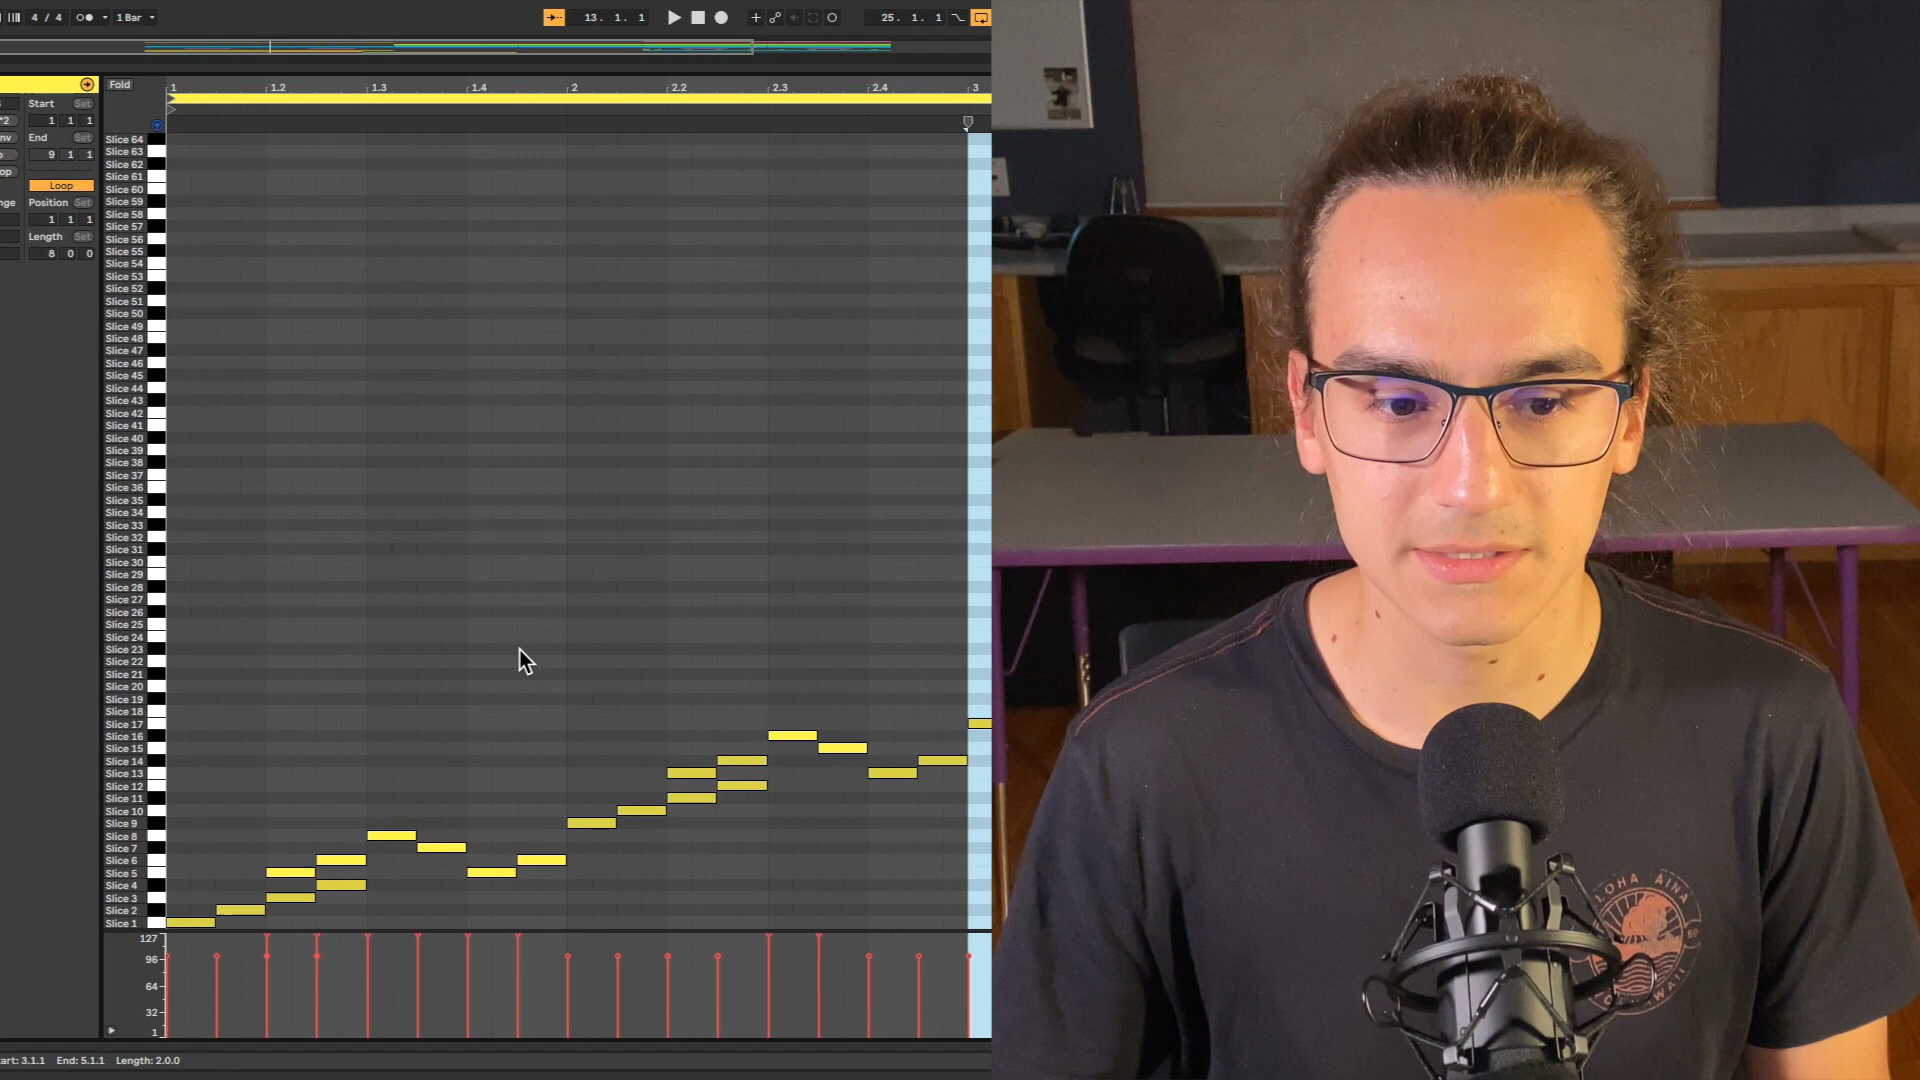 4 / 4 1 Bar 13. 1. 1 25. 1. 1
Fold 1 1.2 1.3 1.4 2 2.2 2.3 2.4 3
Start Set
*2 1 1 1
nv End Set
9 1 1
op
Loop
nge Position Set
1 1 1
Length Set
8 0 0
Slice 64
Slice 63
Slice 62
Slice 61
Slice 60
Slice 59
Slice 58
Slice 57
Slice 56
Slice 55
Slice 54
Slice 53
Slice 52
Slice 51
Slice 50
Slice 49
Slice 48
Slice 47
Slice 46
Slice 45
Slice 44
Slice 43
Slice 42
Slice 41
Slice 40
Slice 39
Slice 38
Slice 37
Slice 36
Slice 35
Slice 34
Slice 33
Slice 32
Slice 31
Slice 30
Slice 29
Slice 28
Slice 27
Slice 26
Slice 25
Slice 24
Slice 23
Slice 22
Slice 21
Slice 20
Slice 19
Slice 18
Slice 17
Slice 16
Slice 15
Slice 14
Slice 13
Slice 12
Slice 11
Slice 10
Slice 9
Slice 8
Slice 7
Slice 6
Slice 5
Slice 4
Slice 3
Slice 2
Slice 1
127
96
64
32
1
art: 3.1.1 End: 5.1.1 Length: 2.0.0
LOHA AINA